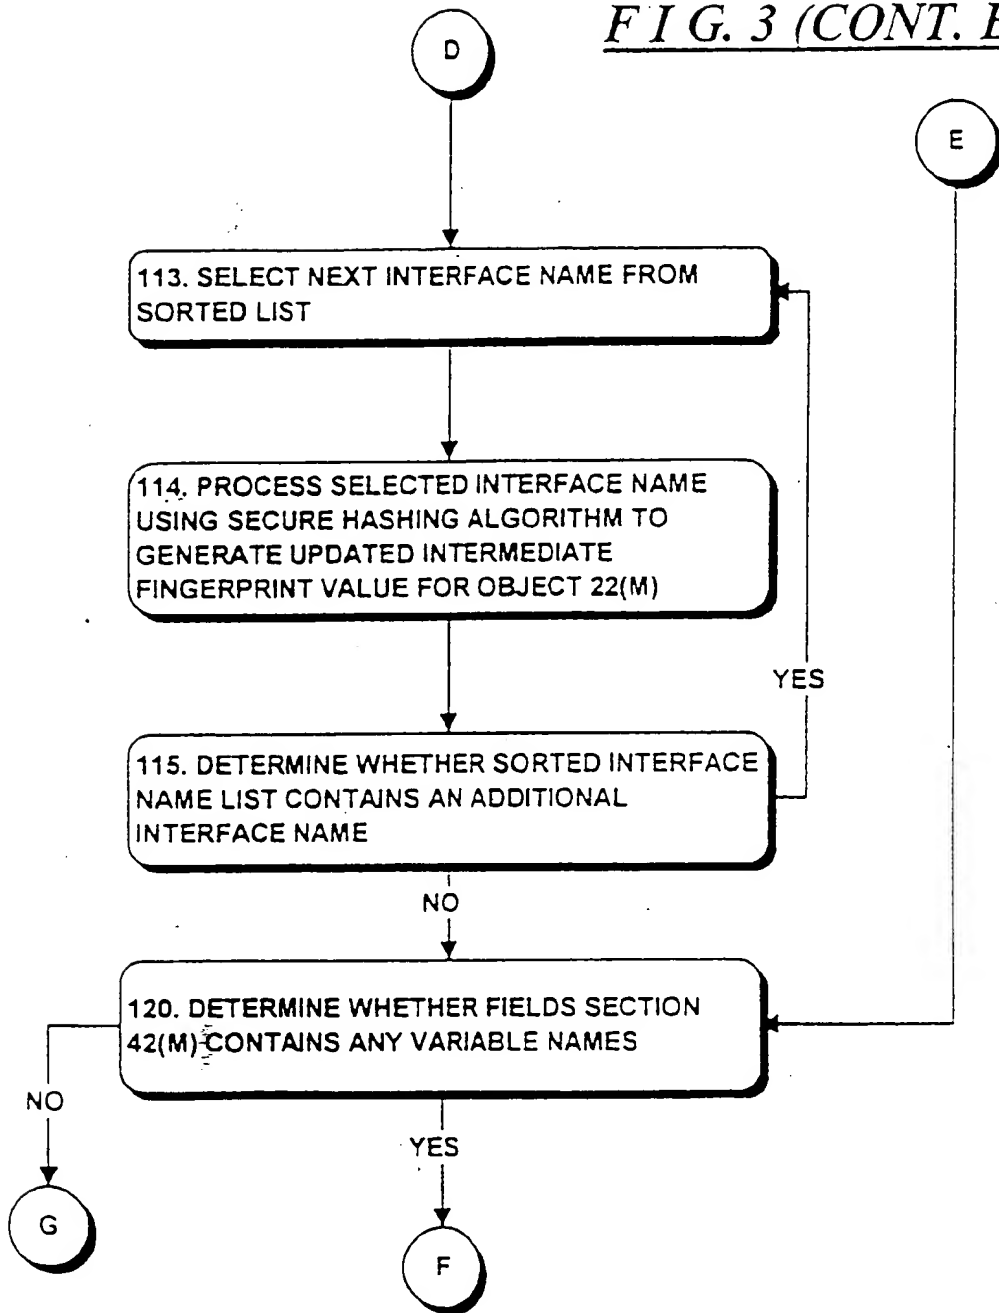 F I G. 3 (CONT. B
D
E
113. SELECT NEXT INTERFACE NAME FROM
SORTED LIST
114. PROCESS SELECTED INTERFACE NAME
USING SECURE HASHING ALGORITHM TO
GENERATE UPDATED INTERMEDIATE
FINGERPRINT VALUE FOR OBJECT 22(M)
YES
115. DETERMINE WHETHER SORTED INTERFACE
NAME LIST CONTAINS AN ADDITIONAL
INTERFACE NAME
NO
120. DETERMINE WHETHER FIELDS SECTION
42(M) CONTAINS ANY VARIABLE NAMES
NO
YES
G
F